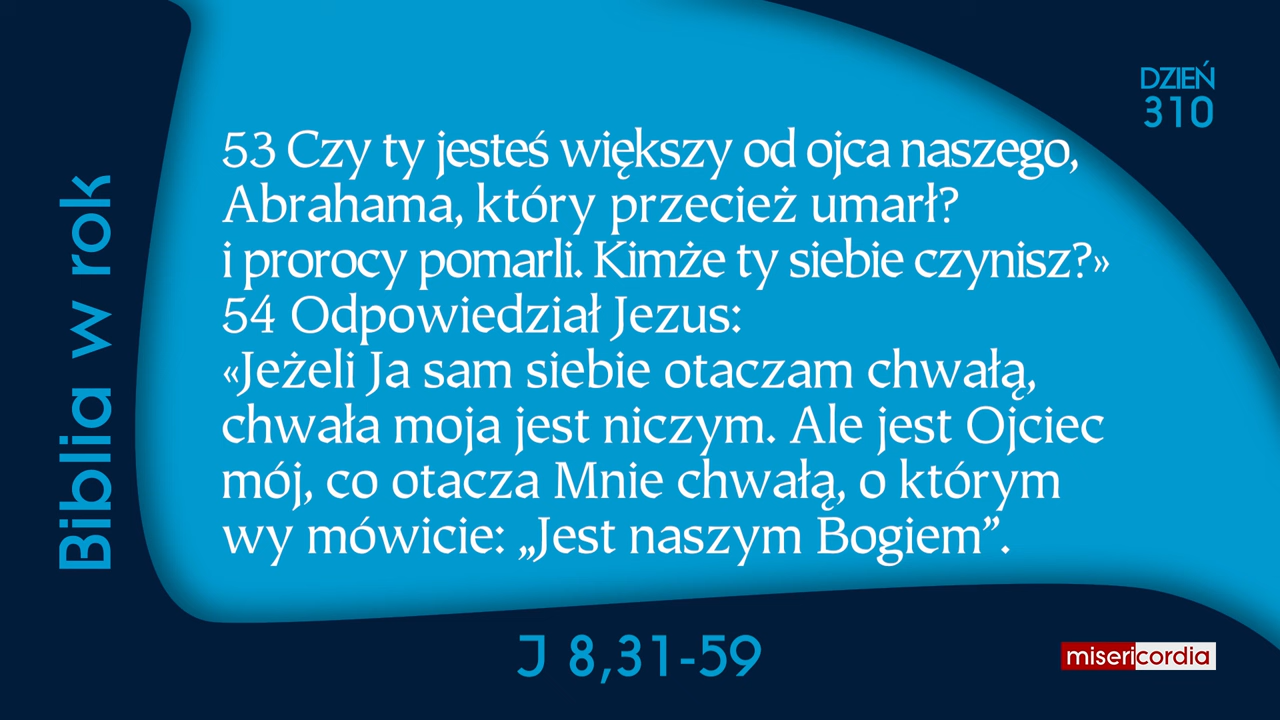 DZIEŃ
310
53 Czy ty jesteś większy od ojca naszego,
Abrahama, który przecież umarł?
i prorocy pomarli. Kimże ty siebie czynisz?»
54 Odpowiedział Jezus:
«Jeżeli Ja sam siebie otaczam chwałą,
chwała moja jest niczym. Ale jest Ojciec
mój, co otacza Mnie chwałą, o którym
wy mówicie: „Jest naszym Bogiem”.
Biblia w rok
J 8,31-59
misericordia